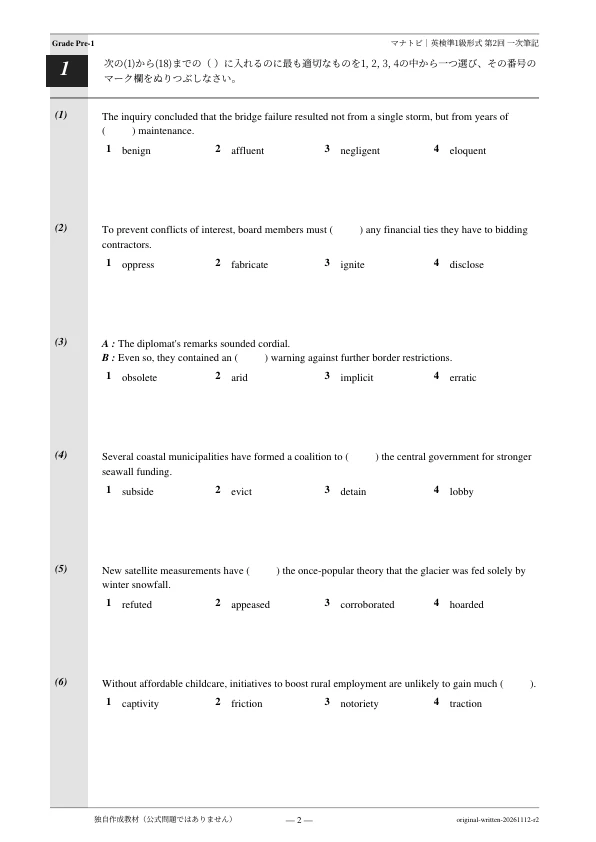 Grade Pre-1
マナトビ｜英検準1級形式 第2回 一次筆記
1
次の(1)から(18)までの（ ）に入れるのに最も適切なものを1, 2, 3, 4の中から一つ選び、その番号の
マーク欄をぬりつぶしなさい。
(1)
The inquiry concluded that the bridge failure resulted not from a single storm, but from years of
(          ) maintenance.
1 benign 2 affluent 3 negligent 4 eloquent
(2)
To prevent conflicts of interest, board members must (          ) any financial ties they have to bidding
contractors.
1 oppress 2 fabricate 3 ignite 4 disclose
(3)
A : The diplomat's remarks sounded cordial.
B : Even so, they contained an (          ) warning against further border restrictions.
1 obsolete 2 arid 3 implicit 4 erratic
(4)
Several coastal municipalities have formed a coalition to (          ) the central government for stronger
seawall funding.
1 subside 2 evict 3 detain 4 lobby
(5)
New satellite measurements have (          ) the once-popular theory that the glacier was fed solely by
winter snowfall.
1 refuted 2 appeased 3 corroborated 4 hoarded
(6)
Without affordable childcare, initiatives to boost rural employment are unlikely to gain much (          ).
1 captivity 2 friction 3 notoriety 4 traction
独自作成教材（公式問題ではありません）
— 2 —
original-written-20261112-r2